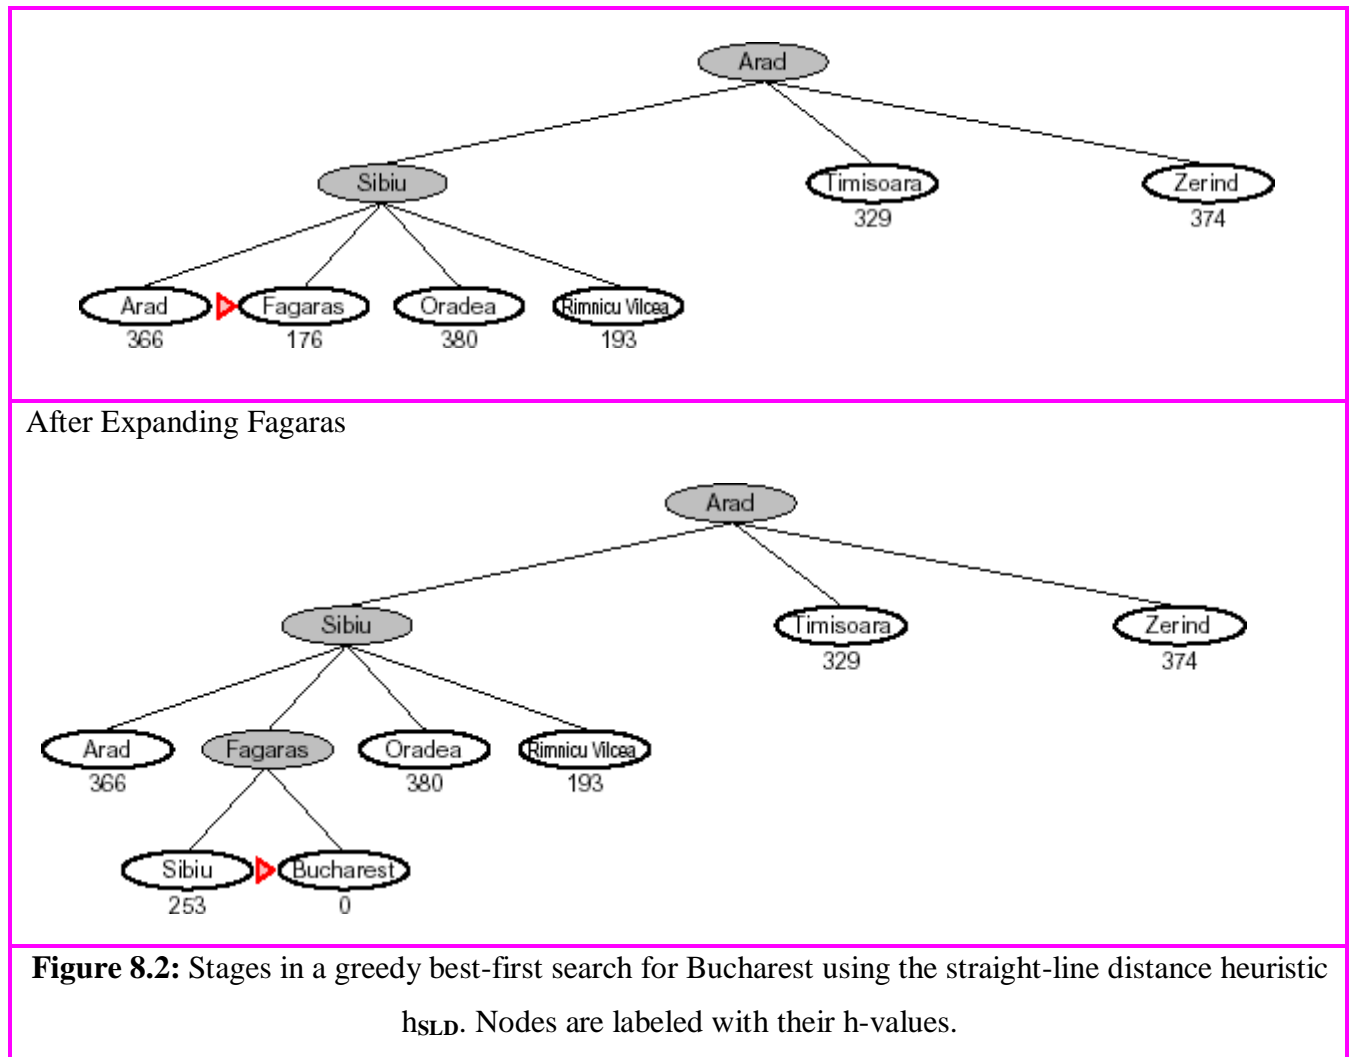 Arad
Sibiu Timisoara Zerind
329 374
Arad Fagaras Oradea Rimnicu Vilcea
366 176 380 193
After Expanding Fagaras
Arad
Sibiu Timisoara Zerind
329 374
Arad Fagaras Oradea Rimnicu Vilcea
366 380 193
Sibiu Bucharest
253 0
Figure 8.2: Stages in a greedy best-first search for Bucharest using the straight-line distance heuristic
hSLD. Nodes are labeled with their h-values.